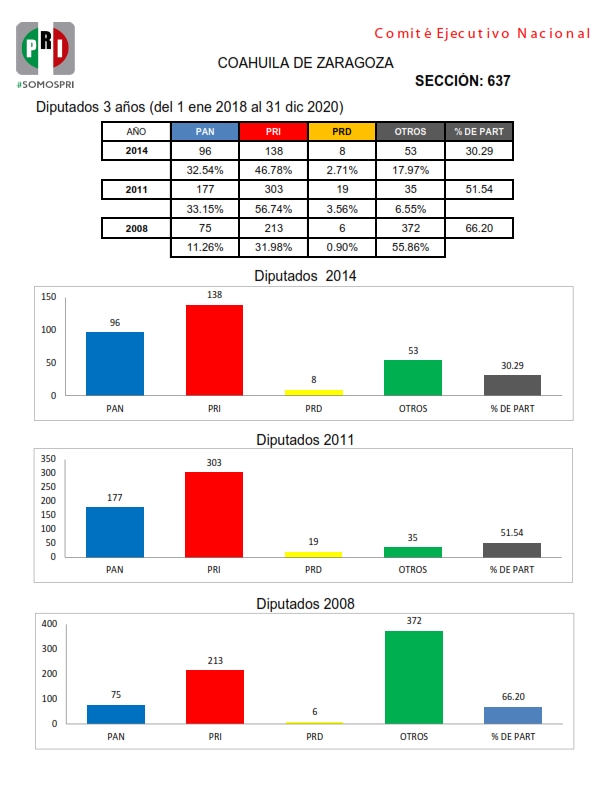 Comité Ejecutivo Nacional
PRI
#SOMOSPRI
COAHUILA DE ZARAGOZA
SECCIÓN: 637
Diputados 3 años (del 1 ene 2018 al 31 dic 2020)
AÑO PAN PRI PRD OTROS % DE PART
2014 96 138 8 53 30.29
32.54% 46.78% 2.71% 17.97%
2011 177 303 19 35 51.54
33.15% 56.74% 3.56% 6.55%
2008 75 213 6 372 66.20
11.26% 31.98% 0.90% 55.86%
Diputados 2014
150
100
50
0
96
138
8
53
30.29
PAN PRI PRD OTROS % DE PART
Diputados 2011
350
300
250
200
150
100
50
0
177
303
19
35
51.54
PAN PRI PRD OTROS % DE PART
Diputados 2008
400
300
200
100
0
75
213
6
372
66.20
PAN PRI PRD OTROS % DE PART